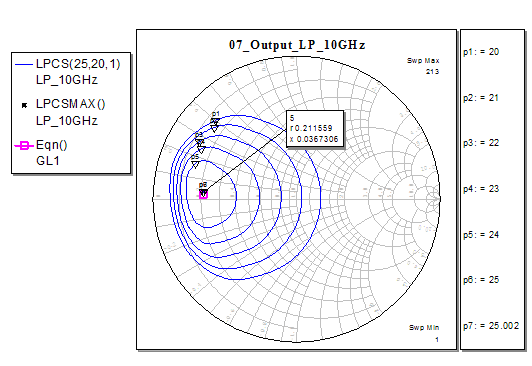 LPCS(25,20,1)
LP_10GHz
LPCSMAX()
LP_10GHz
Eqn()
GL1
07_Output_LP_10GHz
Swp Max
213
5
r 0.211559
x 0.0367306
p1
p3
p5
p6
Swp Min
1
p1: = 20
p2: = 21
p3: = 22
p4: = 23
p5: = 24
p6: = 25
p7: = 25.002